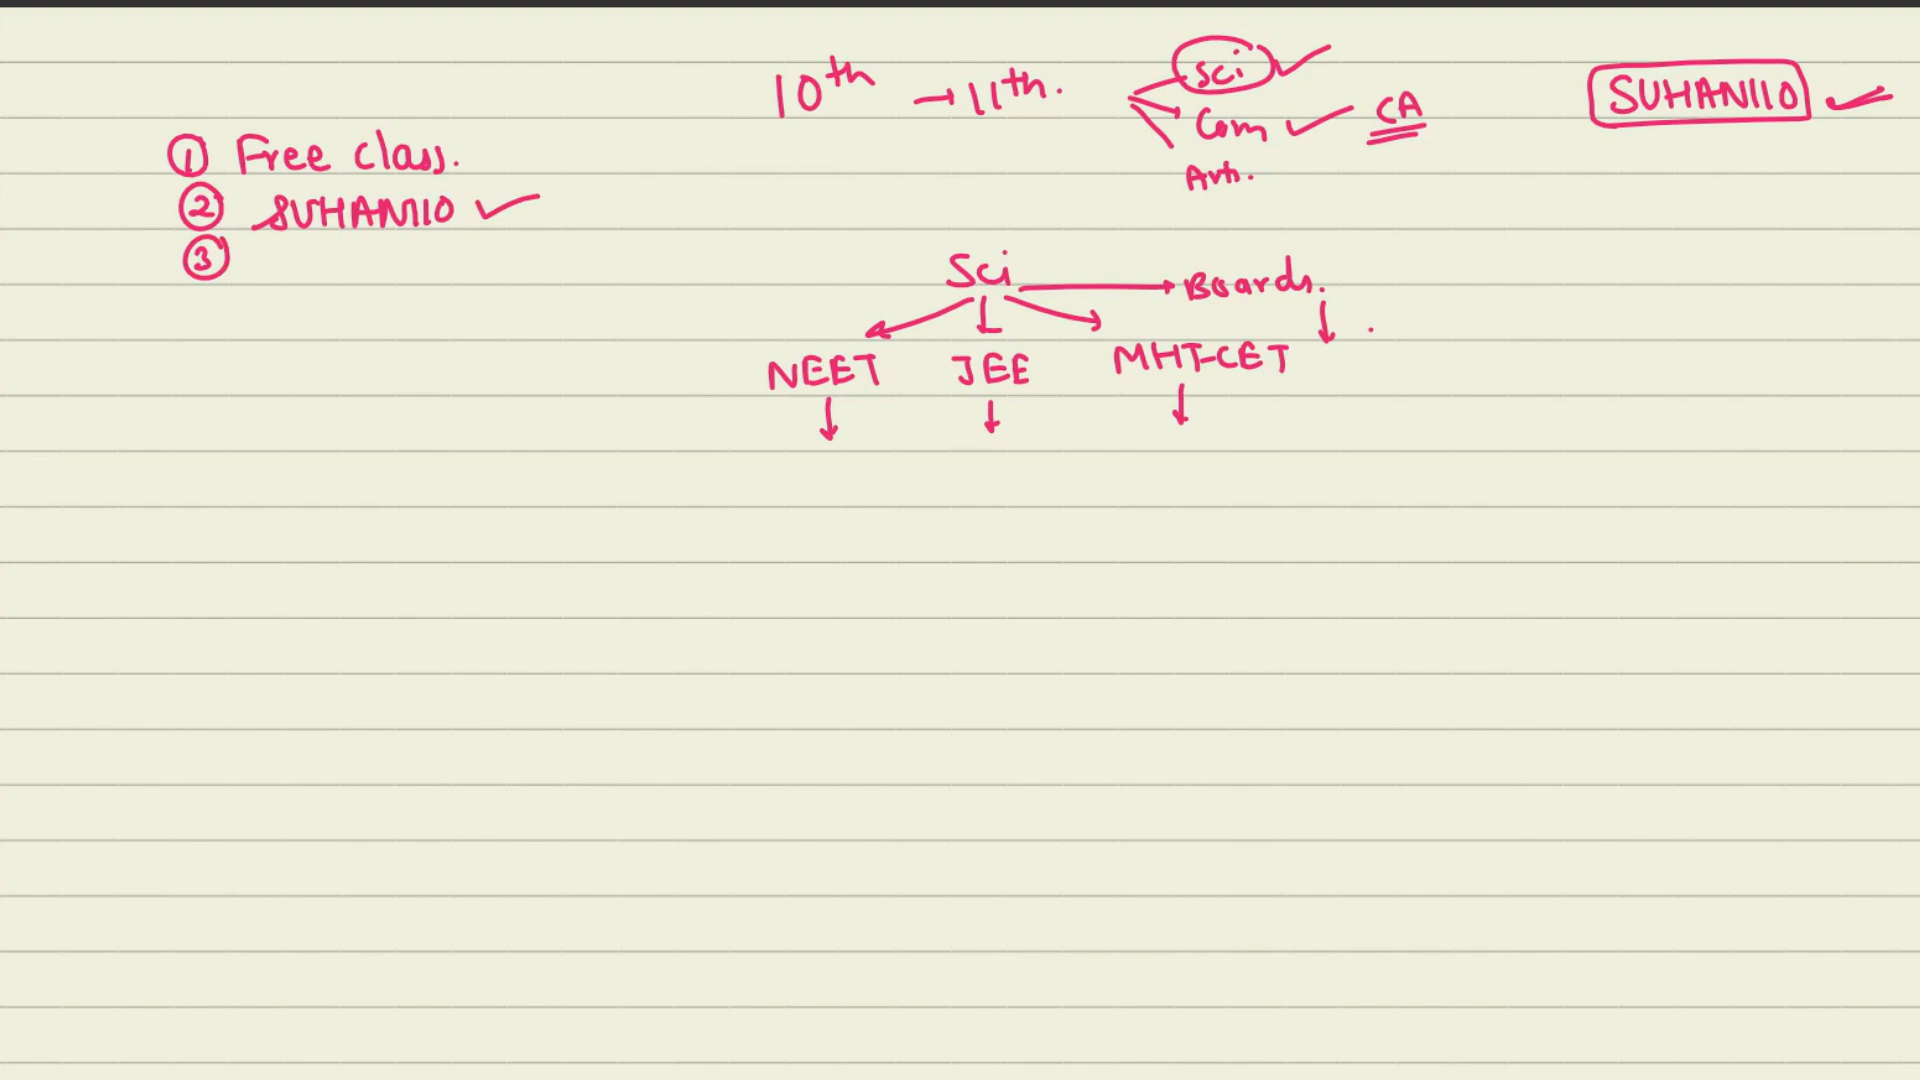 10th → 11th. Sci ✓
Com ✓ CA
Arts.
SUHANI10 ✓
① Free class.
② SUHANI10 ✓
③
Sci → Boards.
NEET JEE MHT-CET